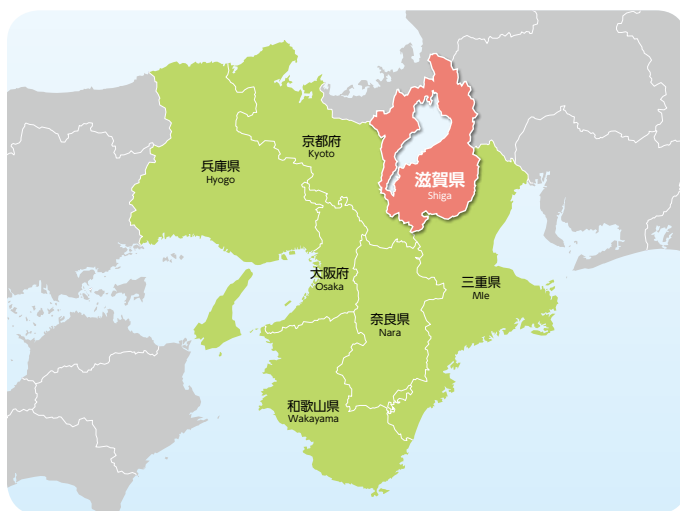 京都府
Kyoto
兵庫県
Hyogo
滋賀県
Shiga
大阪府
Osaka
三重県
Mie
奈良県
Nara
和歌山県
Wakayama